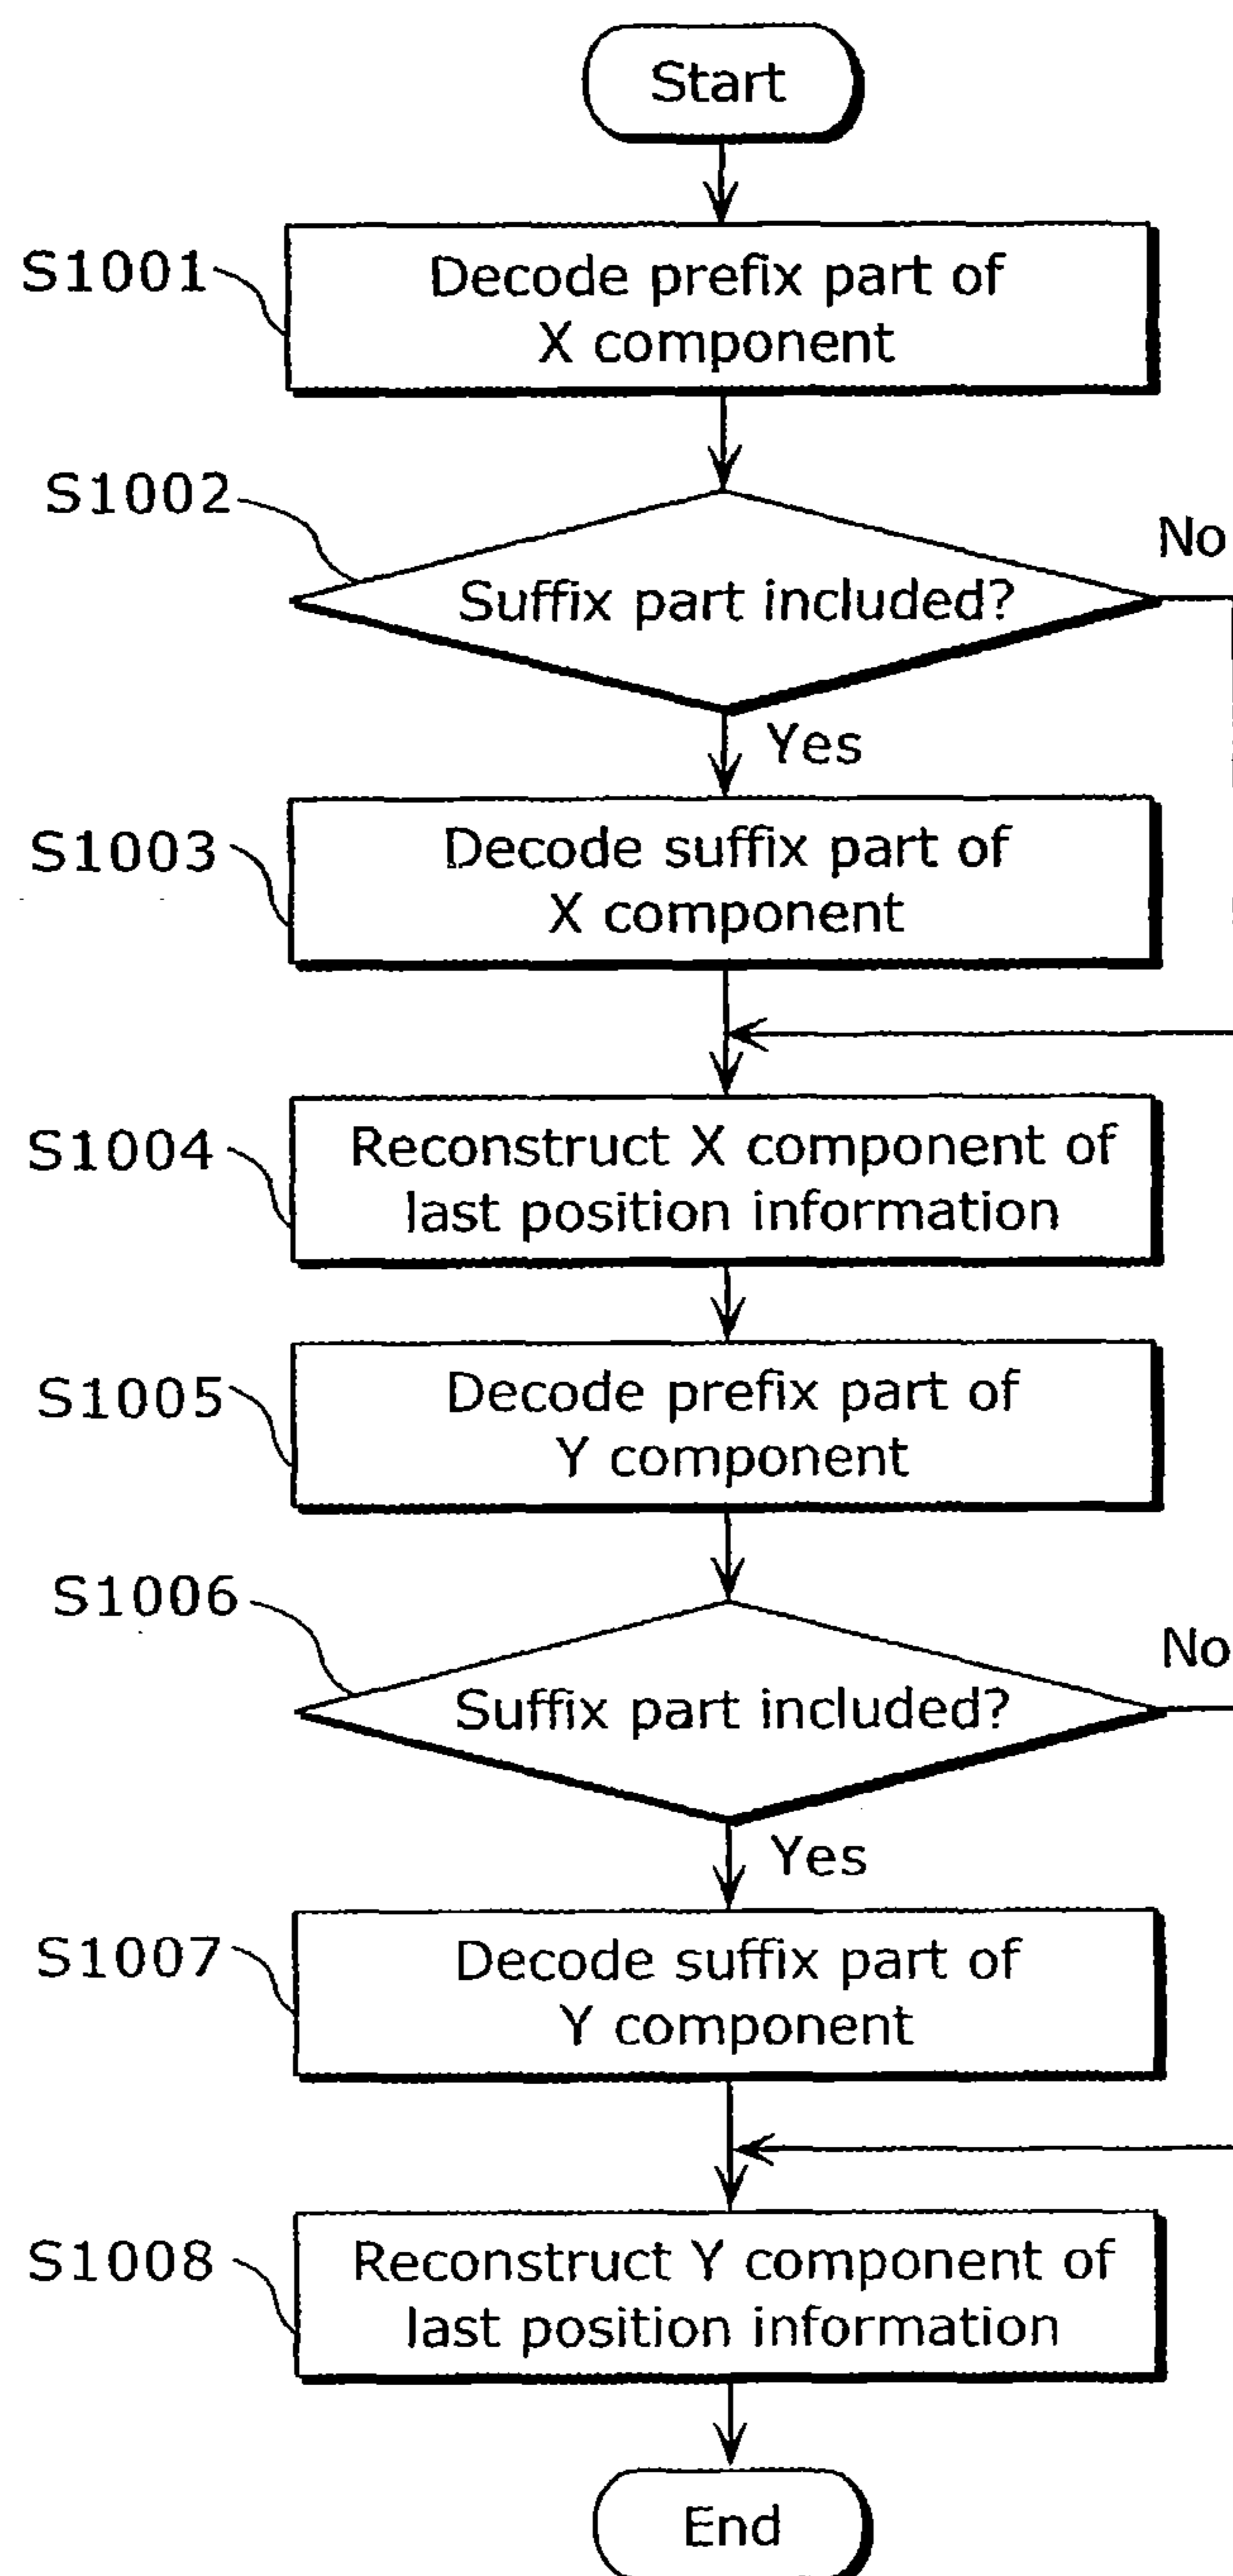 Start
S1001
Decode prefix part of
X component
S1002
No
Suffix part included?
Yes
S1003
Decode suffix part of
X component
S1004
Reconstruct X component of
last position information
S1005
Decode prefix part of
Y component
S1006
No
Suffix part included?
Yes
S1007
Decode suffix part of
Y component
S1008
Reconstruct Y component of
last position information
End